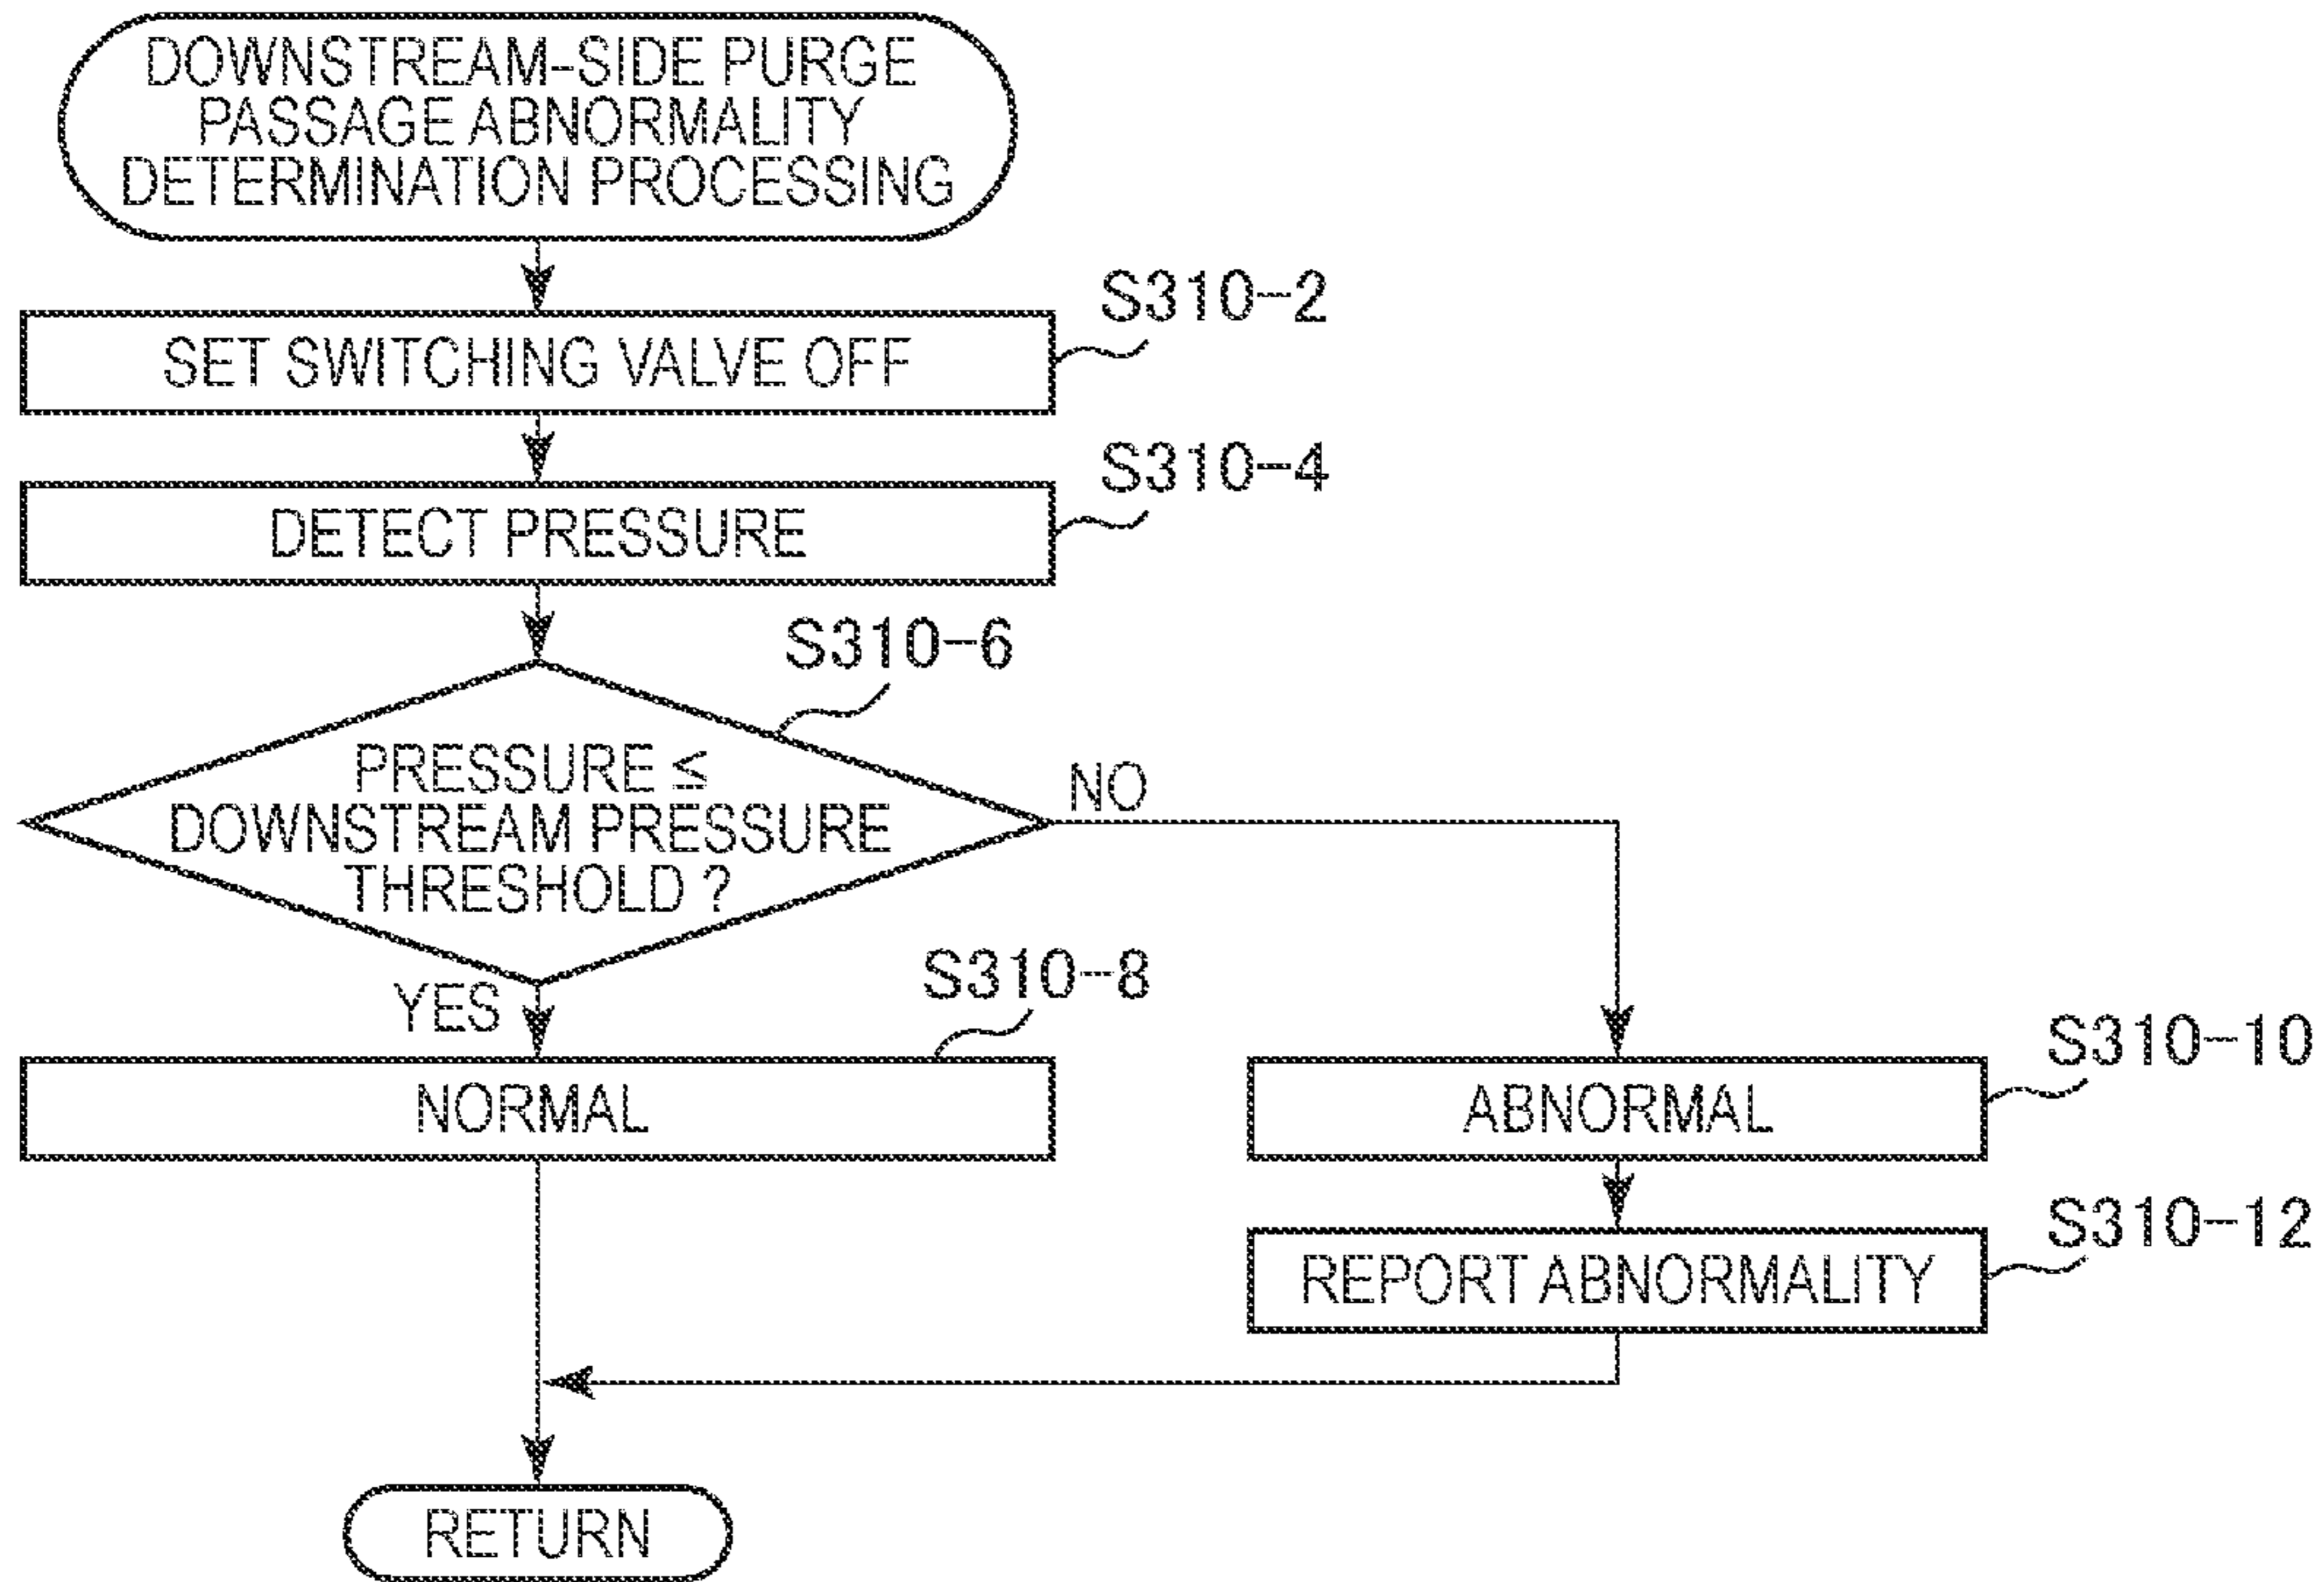 DOWNSTREAM-SIDE PURGE
PASSAGE ABNORMALITY
DETERMINATION PROCESSING
S310-2
SET SWITCHING VALVE OFF
S310-4
DETECT PRESSURE
S310-6
PRESSURE ≤
DOWNSTREAM PRESSURE
THRESHOLD ?
NO
YES
S310-8
NORMAL
S310-10
ABNORMAL
S310-12
REPORT ABNORMALITY
RETURN